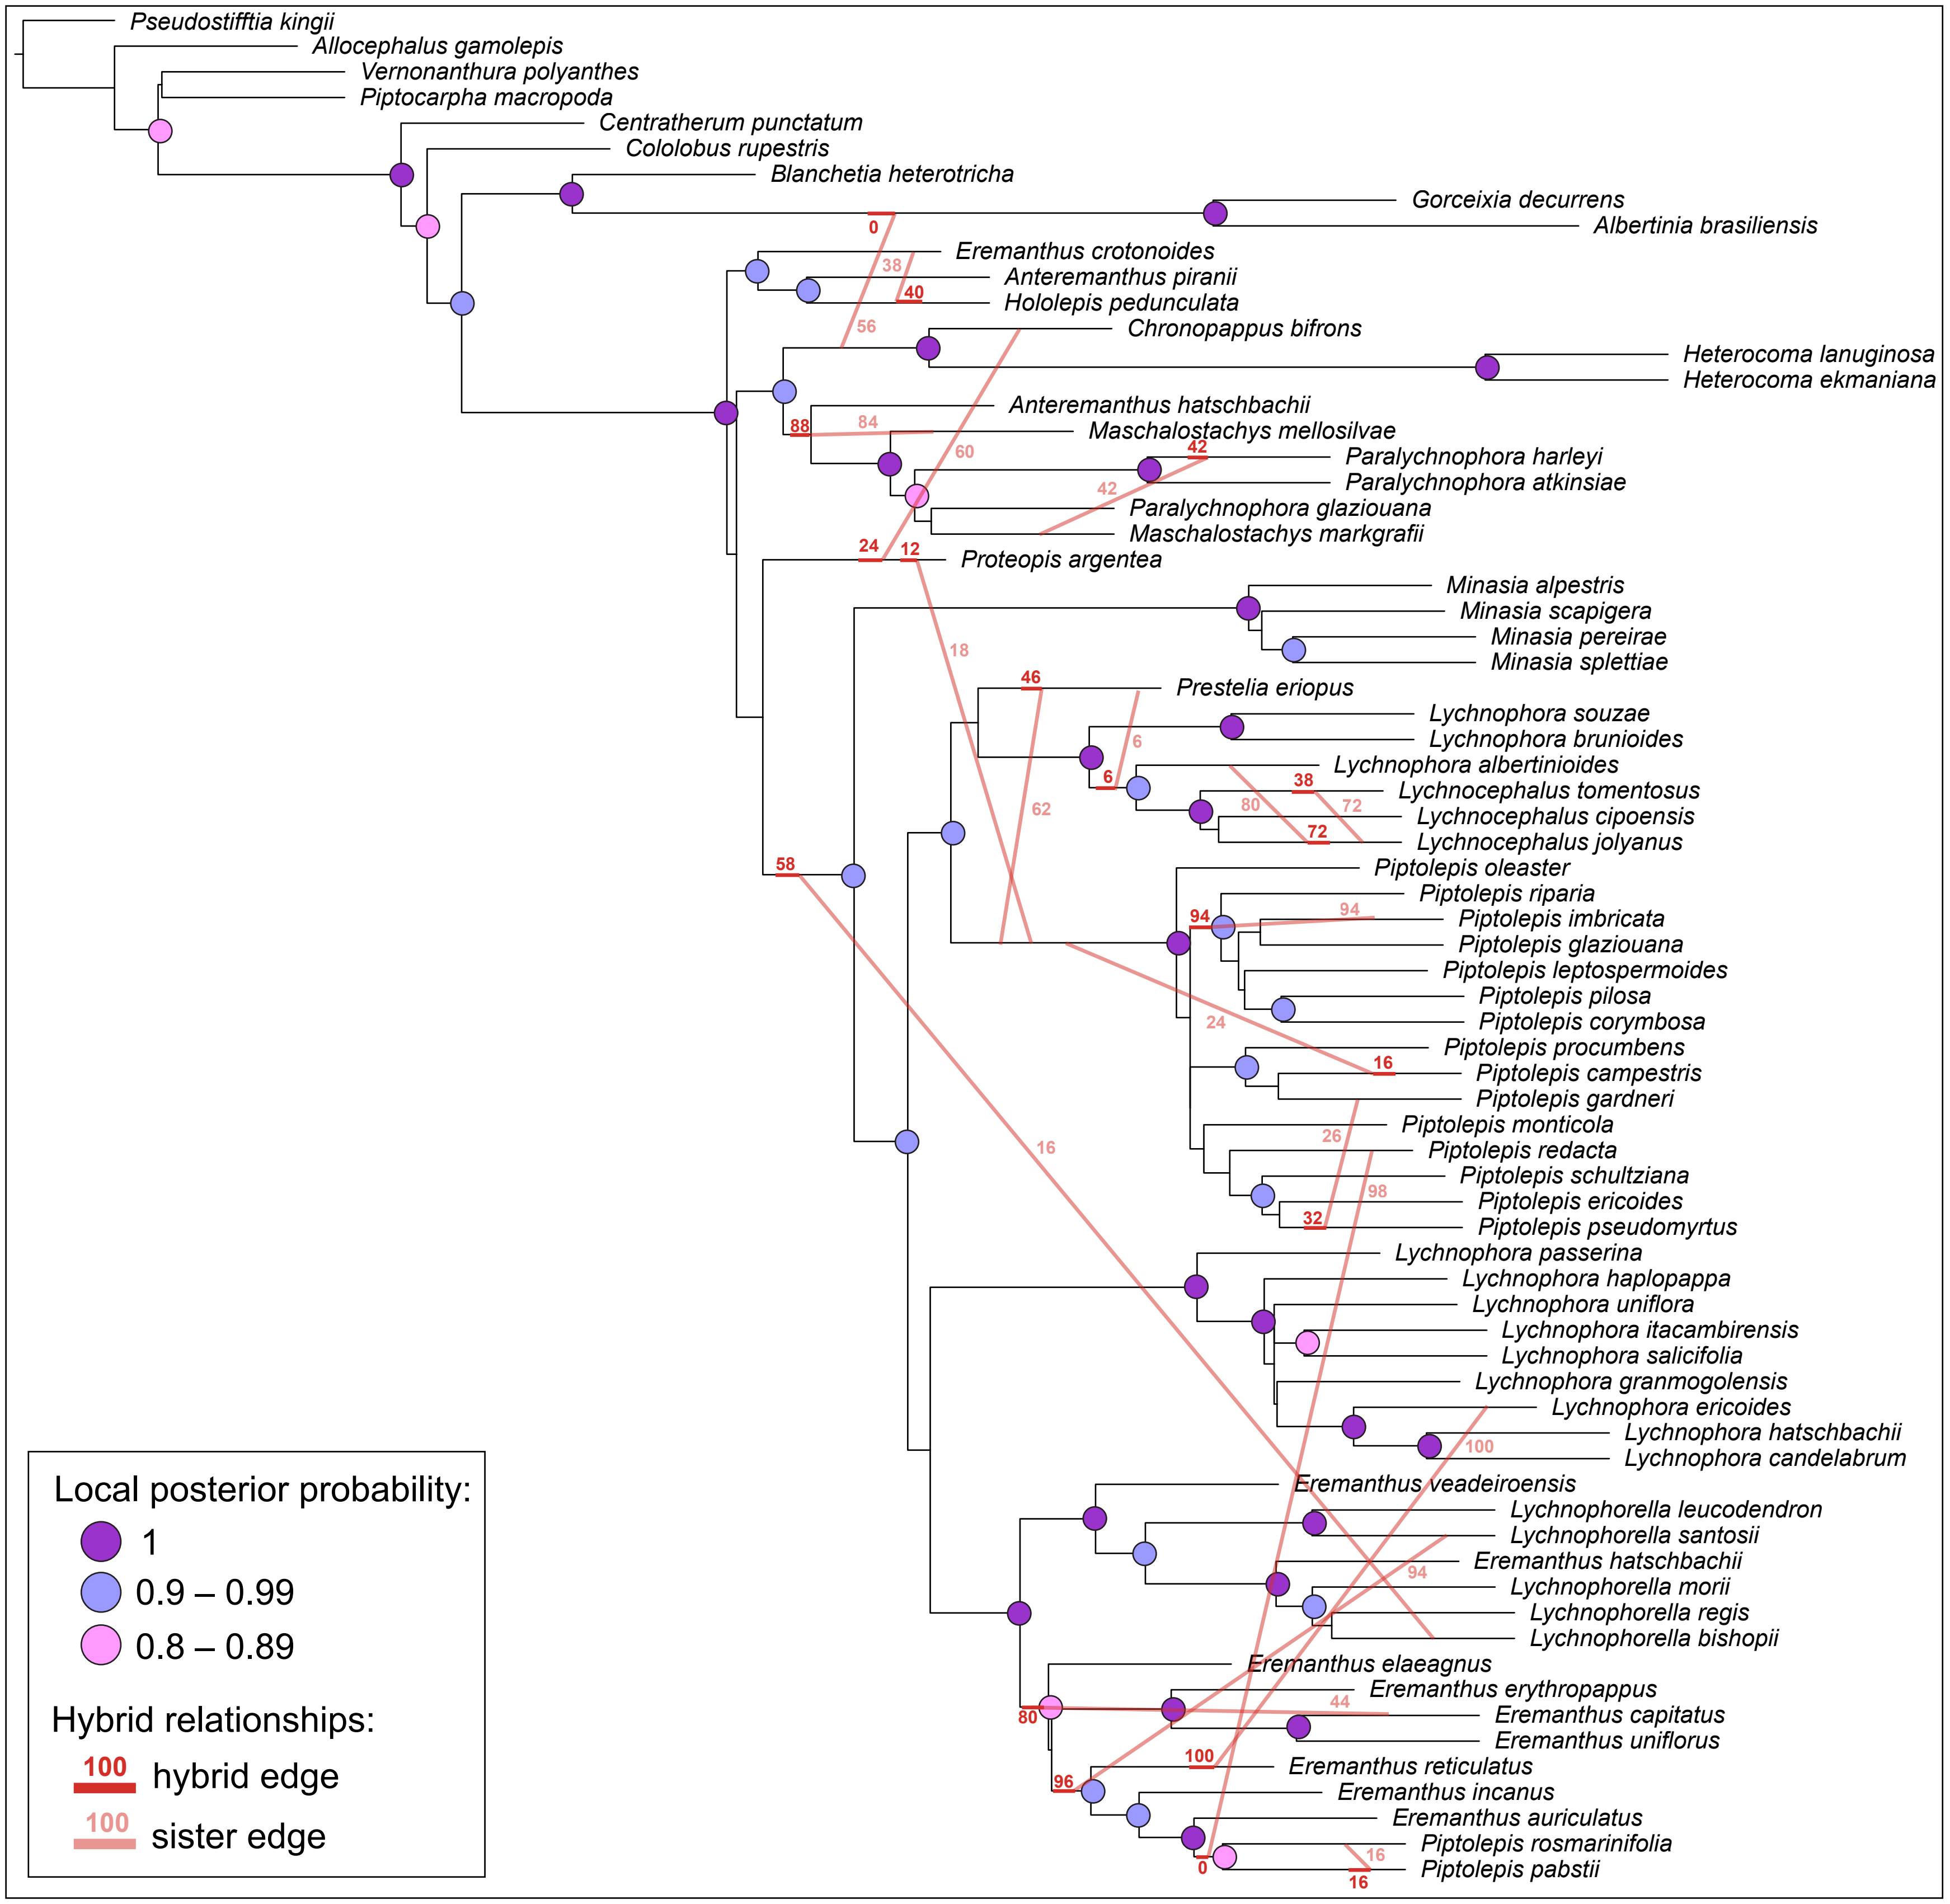 Pseudostifftia kingii
Allocephalus gamolepis
Vernonanthura polyanthes
Piptocarpha macropoda
Centratherum punctatum
Cololobus rupestris
Blanchetia heterotricha
Gorceixia decurrens
0
Albertinia brasiliensis
Eremanthus crotonoides
38
Anteremanthus piranii
40
Hololepis pedunculata
56
Chronopappus bifrons
Heterocoma lanuginosa
Heterocoma ekmaniana
Anteremanthus hatschbachii
88
84
Maschalostachys mellosilvae
60
42
Paralychnophora harleyi
42
Paralychnophora atkinsiae
Paralychnophora glaziouana
Maschalostachys markgrafii
24
12
Proteopis argentea
Minasia alpestris
Minasia scapigera
Minasia pereirae
18
Minasia splettiae
46
Prestelia eriopus
Lychnophora souzae
6
Lychnophora brunioides
Lychnophora albertinioides
6
38
Lychnocephalus tomentosus
62
80
72
Lychnocephalus cipoensis
72
Lychnocephalus jolyanus
58
Piptolepis oleaster
Piptolepis riparia
94
94
Piptolepis imbricata
Piptolepis glaziouana
Piptolepis leptospermoides
Piptolepis pilosa
24
Piptolepis corymbosa
Piptolepis procumbens
16
Piptolepis campestris
Piptolepis gardneri
Piptolepis monticola
26
16
Piptolepis redacta
Piptolepis schultziana
98
Piptolepis ericoides
32
Piptolepis pseudomyrtus
Lychnophora passerina
Lychnophora haplopappa
Lychnophora uniflora
Lychnophora itacambirensis
Lychnophora salicifolia
Lychnophora granmogolensis
Lychnophora ericoides
Lychnophora hatschbachii
100
Lychnophora candelabrum
Eremanthus veadeiroensis
Lychnophorella leucodendron
Lychnophorella santosii
Eremanthus hatschbachii
94
Lychnophorella morii
Lychnophorella regis
Lychnophorella bishopii
Eremanthus elaeagnus
Eremanthus erythropappus
44
80
Eremanthus capitatus
Eremanthus uniflorus
100
Eremanthus reticulatus
96
Eremanthus incanus
Eremanthus auriculatus
Piptolepis rosmarinifolia
16
0
Piptolepis pabstii
16
Local posterior probability:
1
0.9 – 0.99
0.8 – 0.89
Hybrid relationships:
100
hybrid edge
100
sister edge